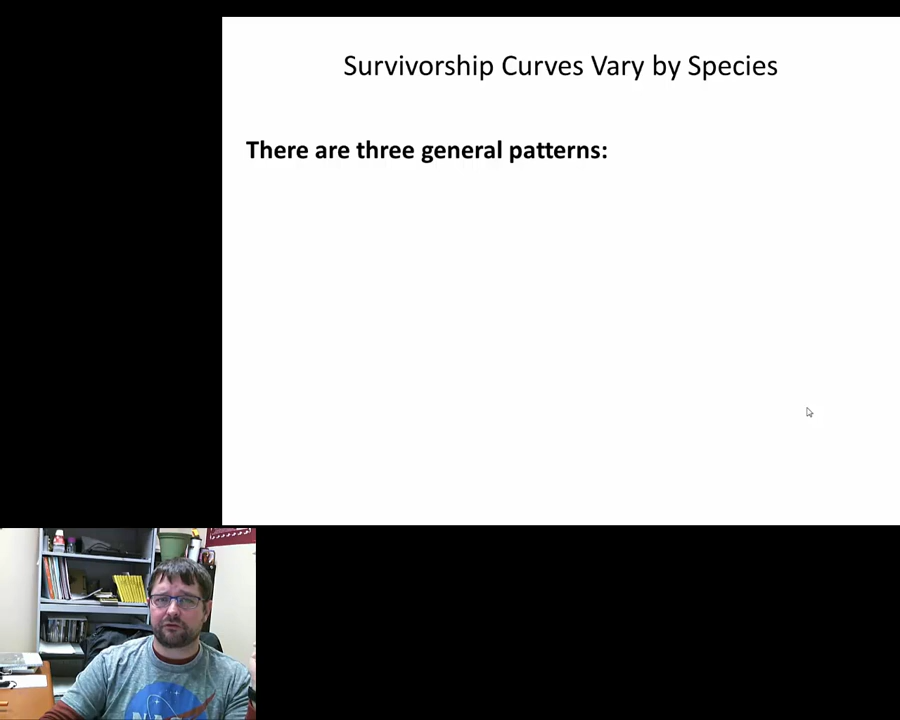 Survivorship Curves Vary by Species
There are three general patterns: